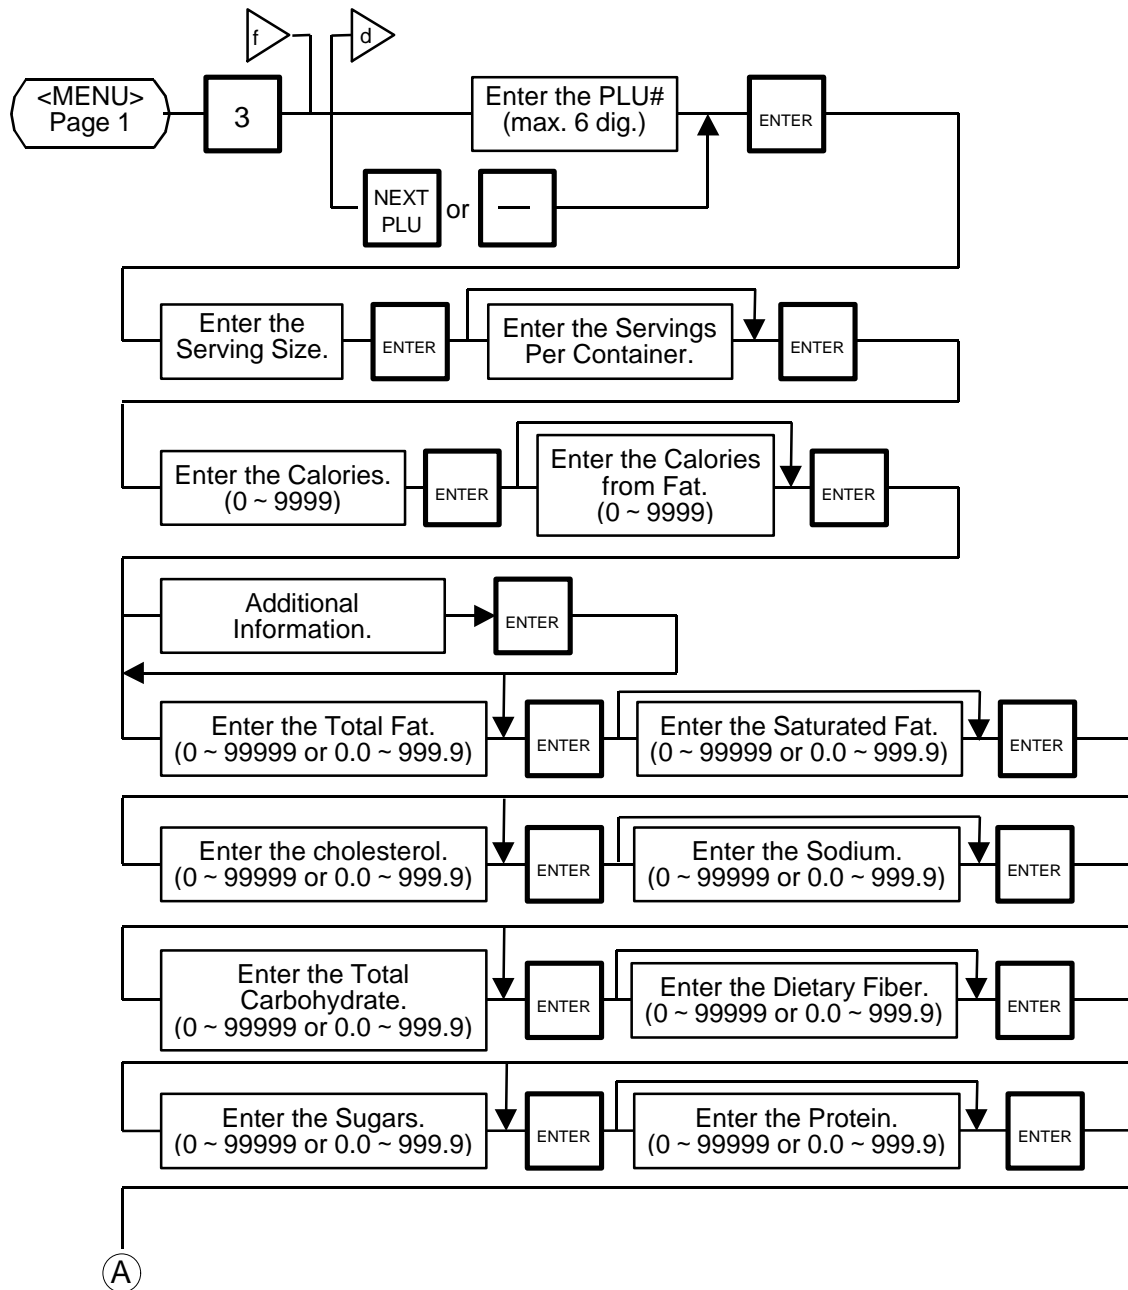 f
d
<MENU>
Page 1
3
Enter the PLU#
(max. 6 dig.)
ENTER
NEXT
PLU
or
—
Enter the
Serving Size.
ENTER
Enter the Servings
Per Container.
ENTER
Enter the Calories.
(0 ~ 9999)
ENTER
Enter the Calories
from Fat.
(0 ~ 9999)
ENTER
Additional
Information.
ENTER
Enter the Total Fat.
(0 ~ 99999 or 0.0 ~ 999.9)
ENTER
Enter the Saturated Fat.
(0 ~ 99999 or 0.0 ~ 999.9)
ENTER
Enter the cholesterol.
(0 ~ 99999 or 0.0 ~ 999.9)
ENTER
Enter the Sodium.
(0 ~ 99999 or 0.0 ~ 999.9)
ENTER
Enter the Total
Carbohydrate.
(0 ~ 99999 or 0.0 ~ 999.9)
ENTER
Enter the Dietary Fiber.
(0 ~ 99999 or 0.0 ~ 999.9)
ENTER
Enter the Sugars.
(0 ~ 99999 or 0.0 ~ 999.9)
ENTER
Enter the Protein.
(0 ~ 99999 or 0.0 ~ 999.9)
ENTER
A